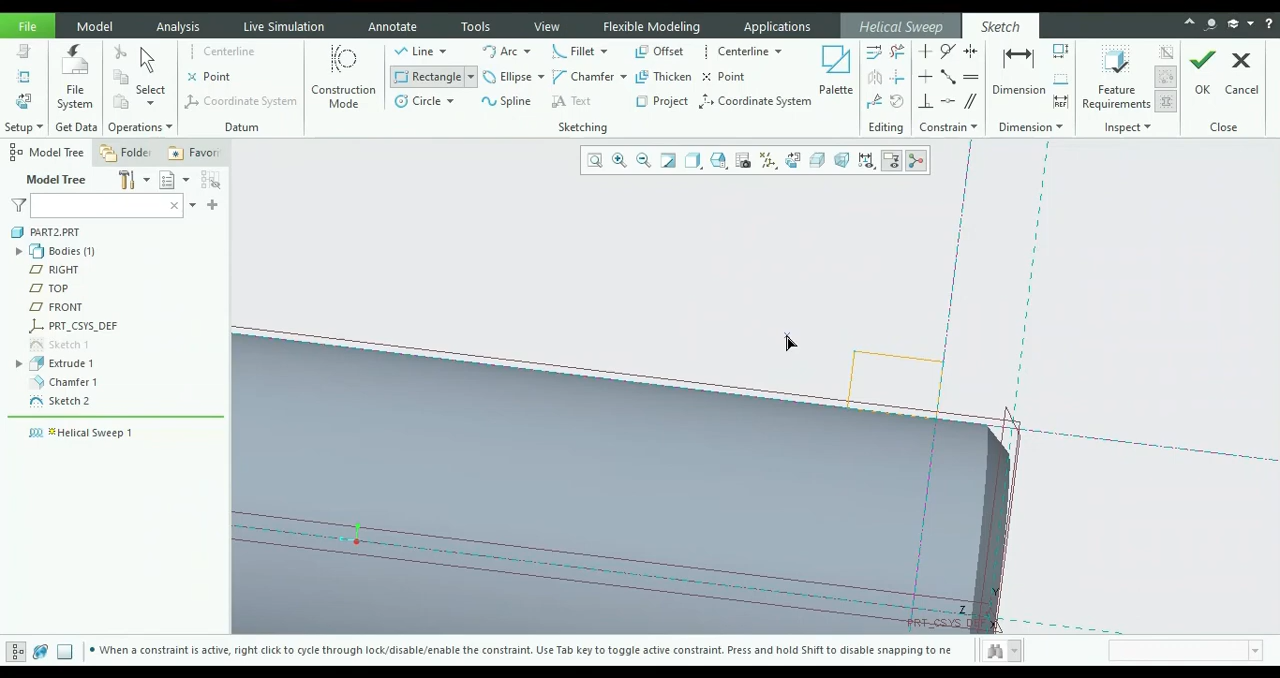 File Model Analysis Live Simulation Annotate Tools View Flexible Modeling Applications Helical Sweep Sketch
Centerline Line Arc Fillet Offset Centerline
Point Rectangle Ellipse Chamfer Thicken Point
Coordinate System Circle Spline Text Project Coordinate System
File System Select Construction Mode Palette Dimension Feature Requirements OK Cancel
Setup Get Data Operations Datum Sketching Editing Constrain Dimension Inspect Close
Model Tree Folder Favor
Model Tree
PART2.PRT
Bodies (1)
RIGHT
TOP
FRONT
PRT_CSYS_DEF
Sketch 1
Extrude 1
Chamfer 1
Sketch 2
Helical Sweep 1
Y
Z
PRT_CSYS_DEF
• When a constraint is active, right click to cycle through lock/disable/enable the constraint. Use Tab key to toggle active constraint. Press and hold Shift to disable snapping to ne